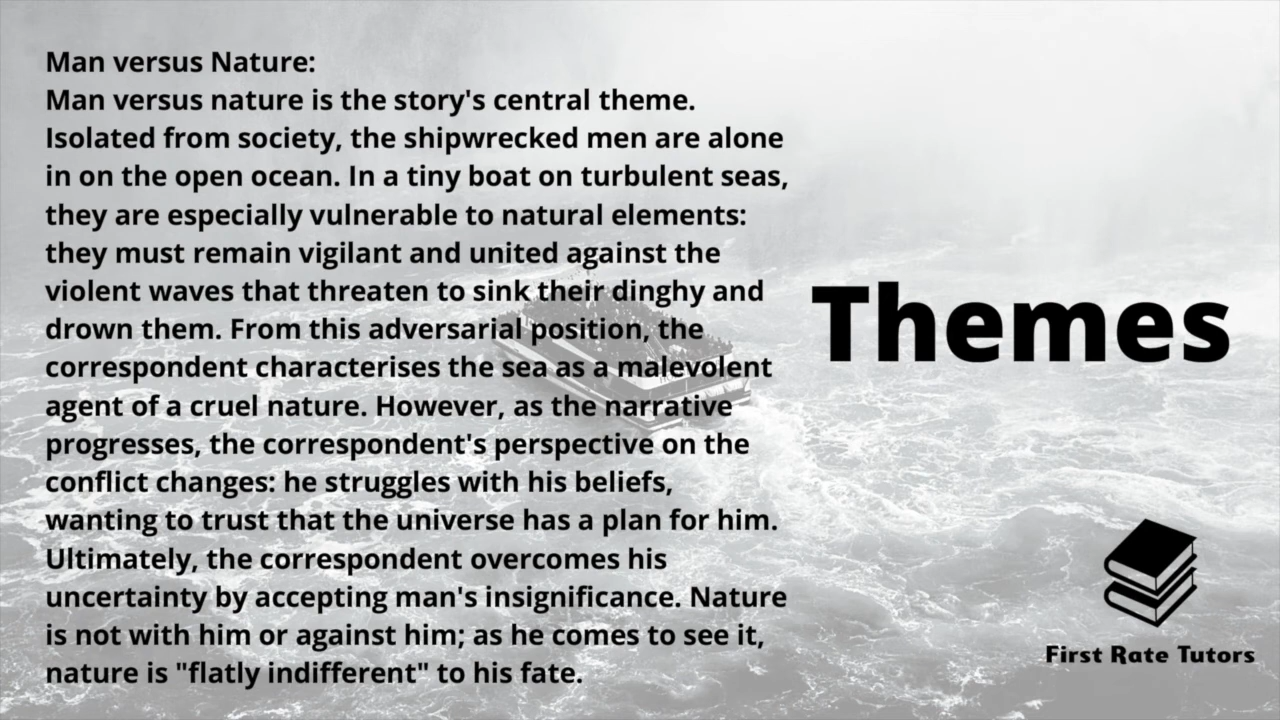 Man versus Nature:
Man versus nature is the story's central theme.
Isolated from society, the shipwrecked men are alone
in on the open ocean. In a tiny boat on turbulent seas,
they are especially vulnerable to natural elements:
they must remain vigilant and united against the
violent waves that threaten to sink their dinghy and
drown them. From this adversarial position, the
correspondent characterises the sea as a malevolent
agent of a cruel nature. However, as the narrative
progresses, the correspondent's perspective on the
conflict changes: he struggles with his beliefs,
wanting to trust that the universe has a plan for him.
Ultimately, the correspondent overcomes his
uncertainty by accepting man's insignificance. Nature
is not with him or against him; as he comes to see it,
nature is "flatly indifferent" to his fate.
Themes
First Rate Tutors